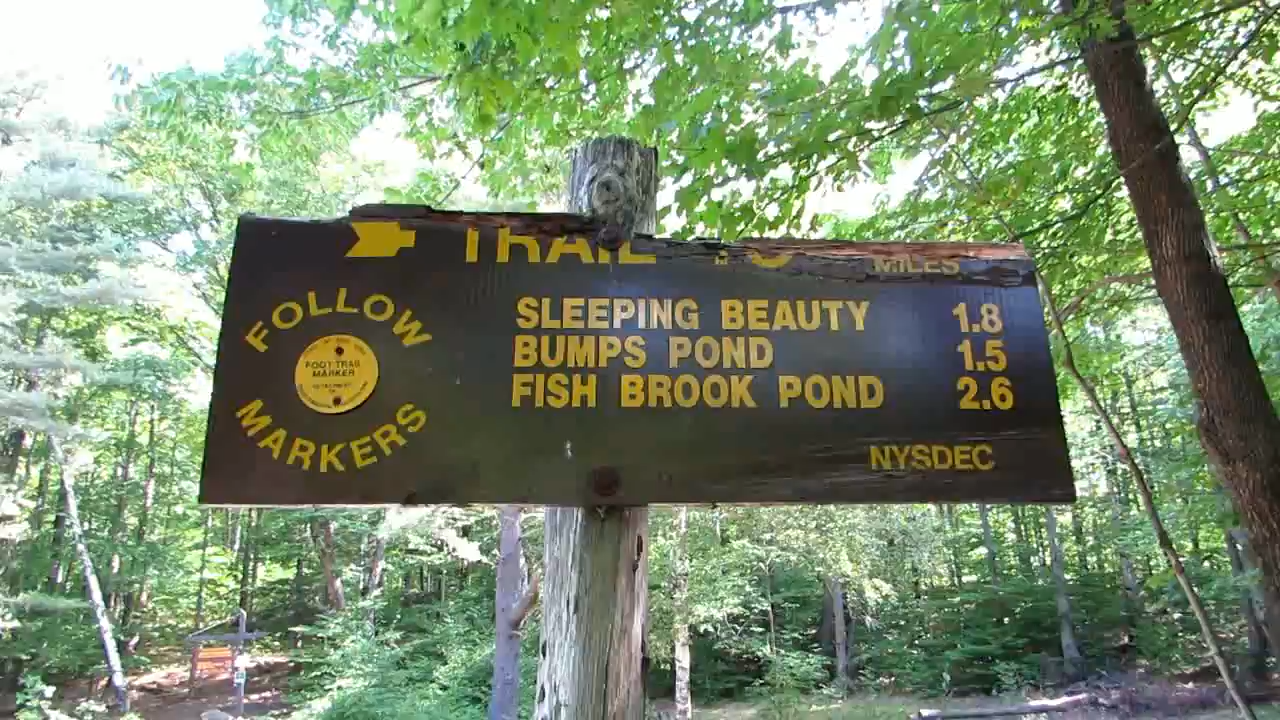 TRAIL TO
MILES
FOLLOW
MARKERS
FOOT TRAIL
MARKER
SLEEPING BEAUTY 1.8
BUMPS POND 1.5
FISH BROOK POND 2.6
NYSDEC